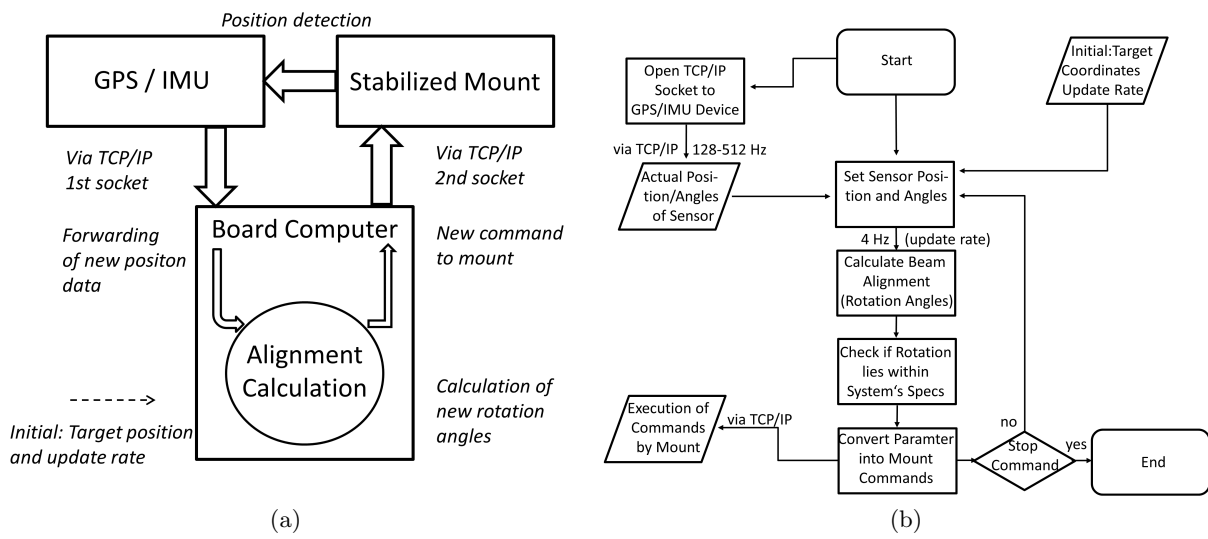 Position detection
GPS / IMU
Stabilized Mount
Via TCP/IP
1st socket
Via TCP/IP
2nd socket
Board Computer
Forwarding
of new positon
data
New command
to mount
Alignment
Calculation
Calculation of
new rotation
angles
Initial: Target position
and update rate
(a)
Start
Initial:Target
Coordinates
Update Rate
Open TCP/IP
Socket to
GPS/IMU Device
via TCP/IP
128-512 Hz
Actual Posi-
tion/Angles
of Sensor
Set Sensor Posi-
tion and Angles
4 Hz (update rate)
Calculate Beam
Alignment
(Rotation Angles)
Check if Rotation
lies within
System‘s Specs
Execution of
Commands
by Mount
via TCP/IP
Convert Paramter
into Mount
Commands
no
Stop
Command
yes
End
(b)